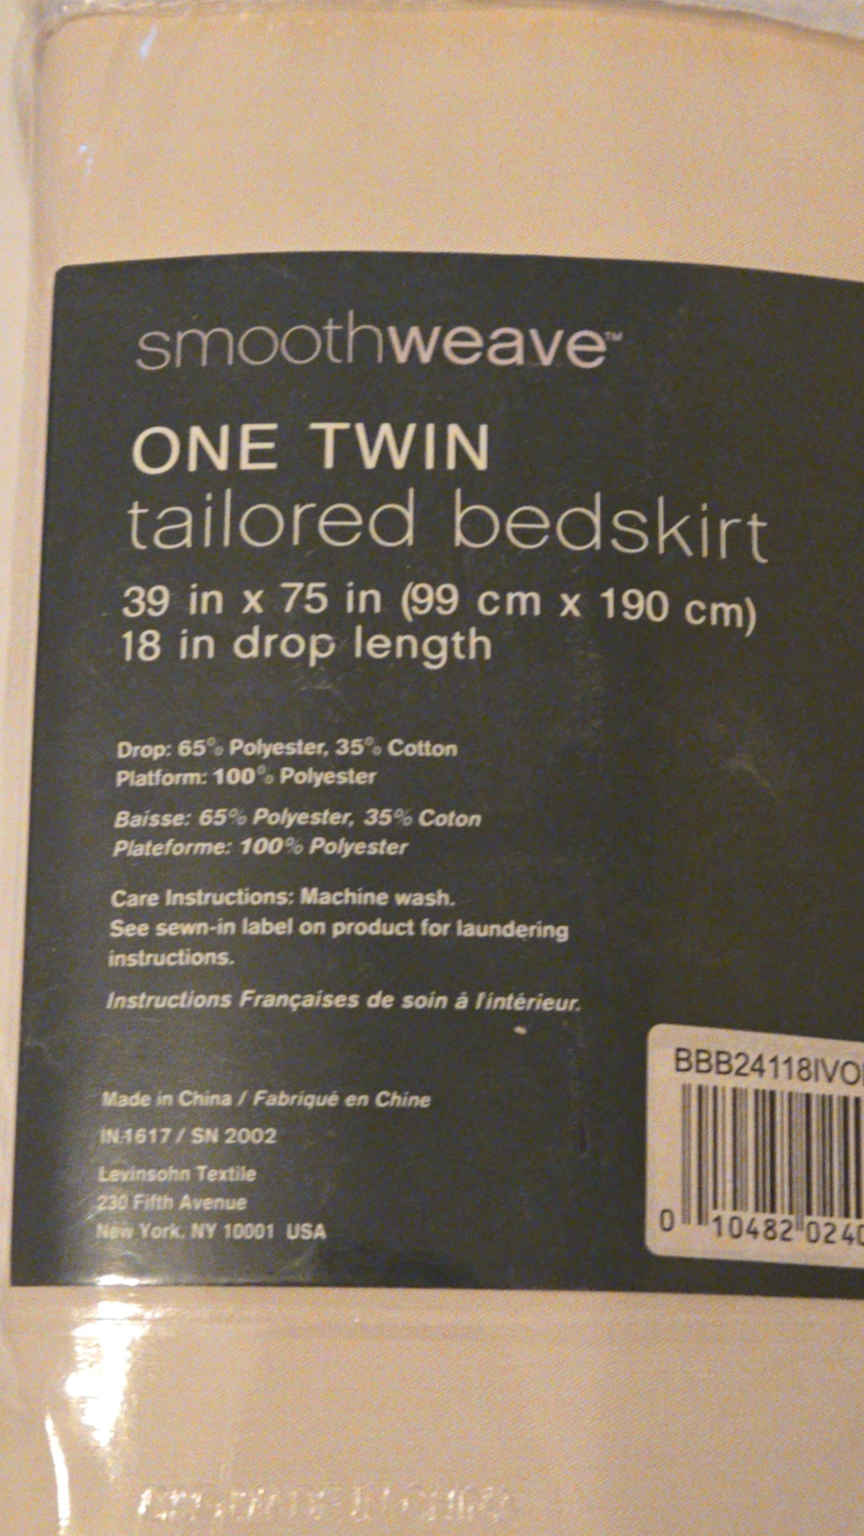 smoothweave™
ONE TWIN
tailored bedskirt
39 in x 75 in (99 cm x 190 cm)
18 in drop length
Drop: 65% Polyester, 35% Cotton
Platform: 100% Polyester
Baisse: 65% Polyester, 35% Coton
Plateforme: 100% Polyester
Care Instructions: Machine wash.
See sewn-in label on product for laundering
instructions.
Instructions Françaises de soin á l'intérieur.
Made in China / Fabriqué en Chine
IN.1617 / SN 2002
Levinsohn Textile
230 Fifth Avenue
New York, NY 10001 USA
BBB24118IVO
0 10482 0240